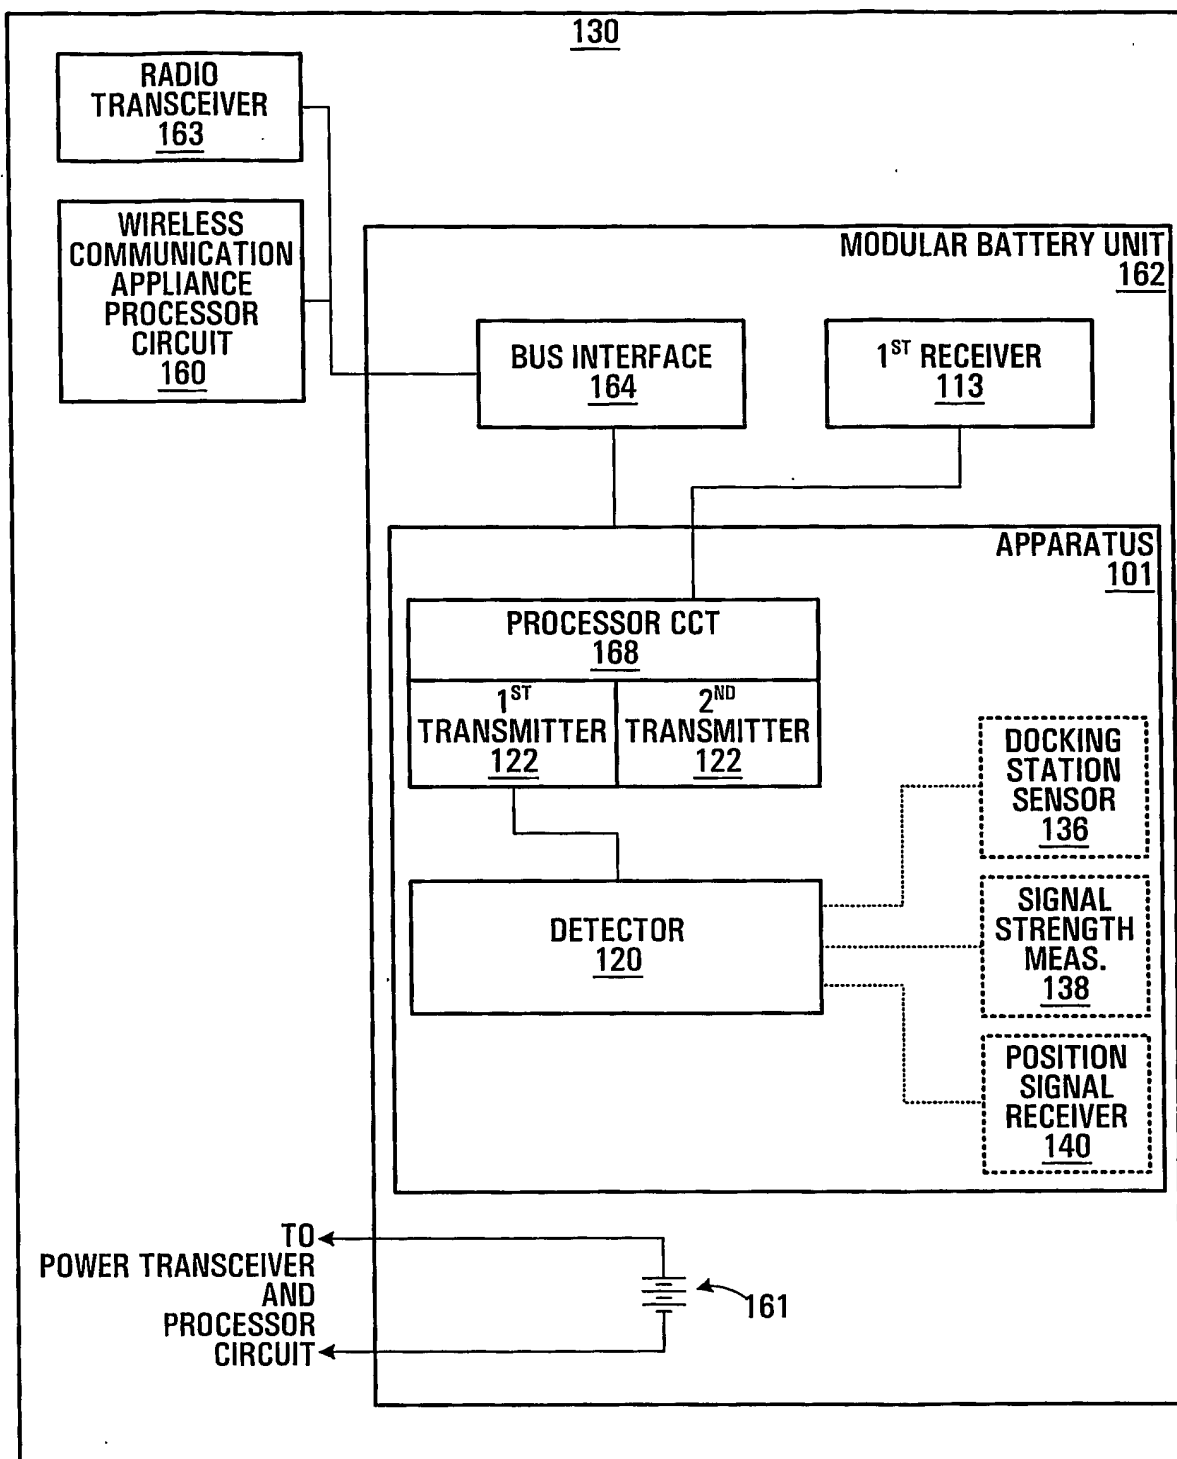 130
RADIO
TRANSCEIVER
163
WIRELESS
COMMUNICATION
APPLIANCE
PROCESSOR
CIRCUIT
160
MODULAR BATTERY UNIT
162
BUS INTERFACE
164
1ST RECEIVER
113
APPARATUS
101
PROCESSOR CCT
168
1ST
TRANSMITTER
122
2ND
TRANSMITTER
122
DOCKING
STATION
SENSOR
136
DETECTOR
120
SIGNAL
STRENGTH
MEAS.
138
POSITION
SIGNAL
RECEIVER
140
TO
POWER TRANSCEIVER
AND
PROCESSOR
CIRCUIT
161